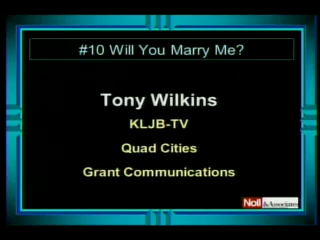 #10 Will You Marry Me?
Tony Wilkins
KLJB-TV
Quad Cities
Grant Communications
Noll &Associates